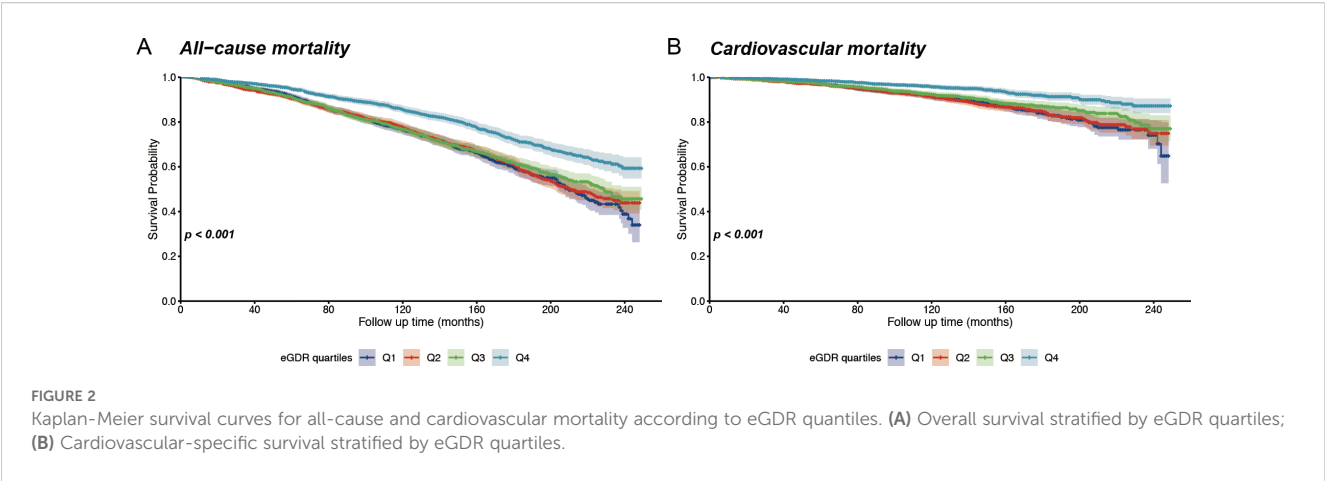 A All−cause mortality
1.0
0.8
0.6
0.4
0.2
0.0
Survival Probability
p < 0.001
0 40 80 120 160 200 240
Follow up time (months)
eGDR quartiles Q1 Q2 Q3 Q4
B Cardiovascular mortality
1.0
0.8
0.6
0.4
0.2
0.0
Survival Probability
p < 0.001
0 40 80 120 160 200 240
Follow up time (months)
eGDR quartiles Q1 Q2 Q3 Q4
FIGURE 2
Kaplan-Meier survival curves for all-cause and cardiovascular mortality according to eGDR quantiles. (A) Overall survival stratified by eGDR quartiles;
(B) Cardiovascular-specific survival stratified by eGDR quartiles.